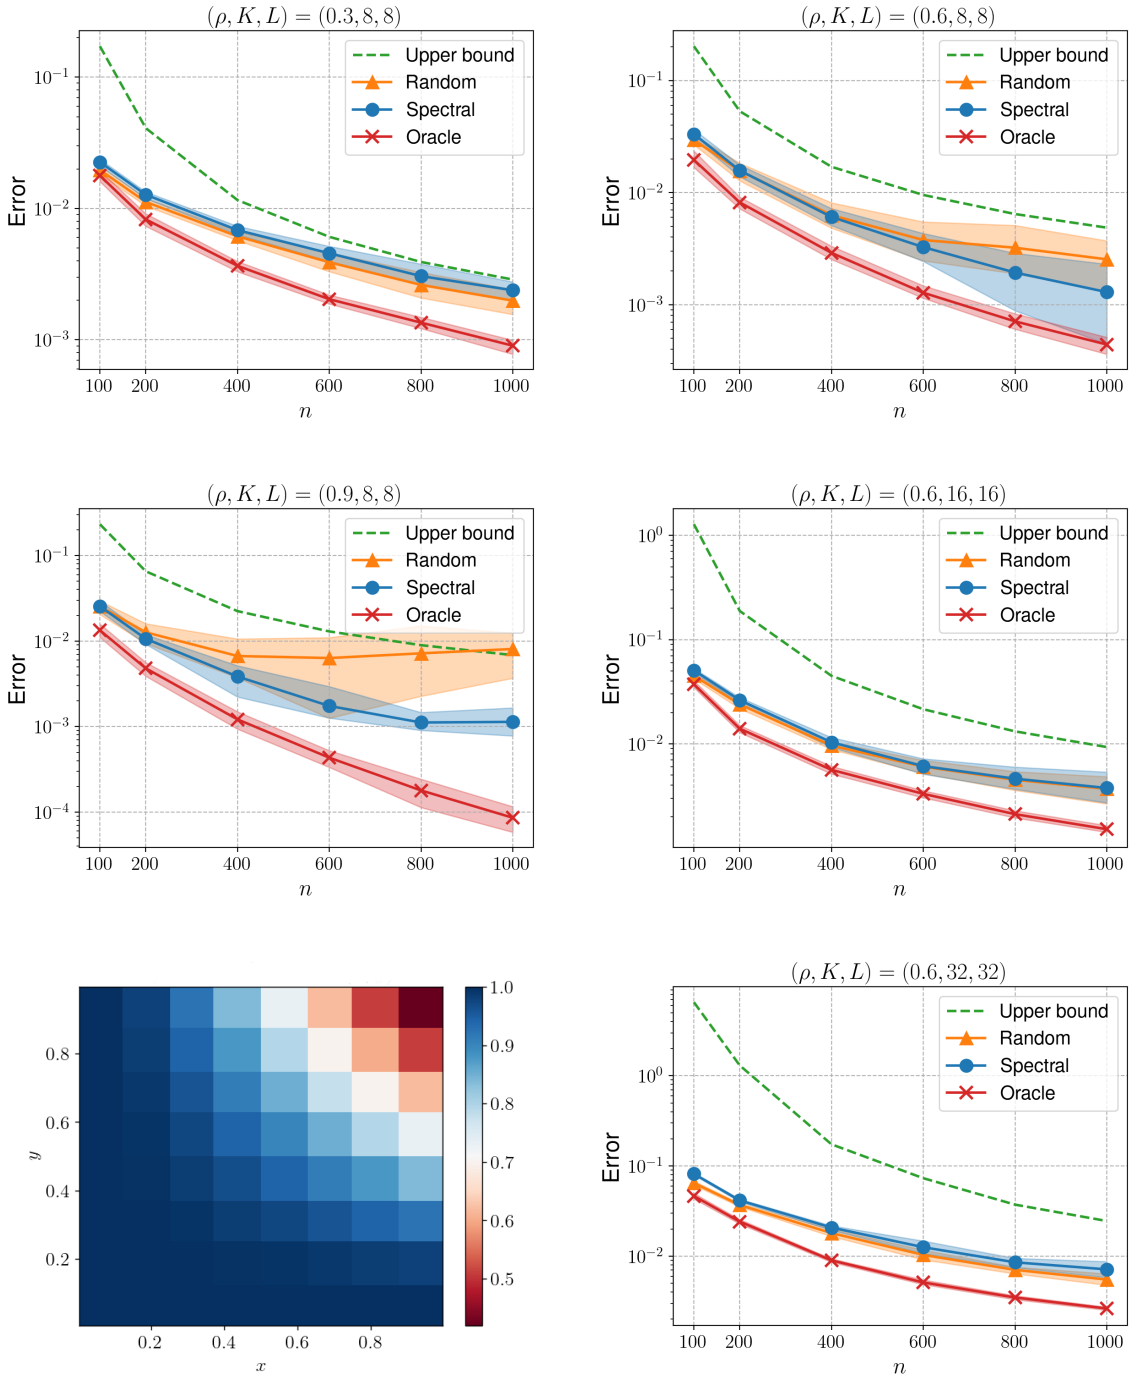 (ρ, K, L) = (0.3, 8, 8)
Error
10⁻¹
10⁻²
10⁻³
Upper bound
Random
Spectral
Oracle
100 200 400 600 800 1000
n
(ρ, K, L) = (0.6, 8, 8)
Error
10⁻¹
10⁻²
10⁻³
Upper bound
Random
Spectral
Oracle
100 200 400 600 800 1000
n
(ρ, K, L) = (0.9, 8, 8)
Error
10⁻¹
10⁻²
10⁻³
10⁻⁴
Upper bound
Random
Spectral
Oracle
100 200 400 600 800 1000
n
(ρ, K, L) = (0.6, 16, 16)
Error
10⁰
10⁻¹
10⁻²
Upper bound
Random
Spectral
Oracle
100 200 400 600 800 1000
n
y
0.8
0.6
0.4
0.2
0.2 0.4 0.6 0.8
x
1.0
0.9
0.8
0.7
0.6
0.5
(ρ, K, L) = (0.6, 32, 32)
Error
10⁰
10⁻¹
10⁻²
Upper bound
Random
Spectral
Oracle
100 200 400 600 800 1000
n